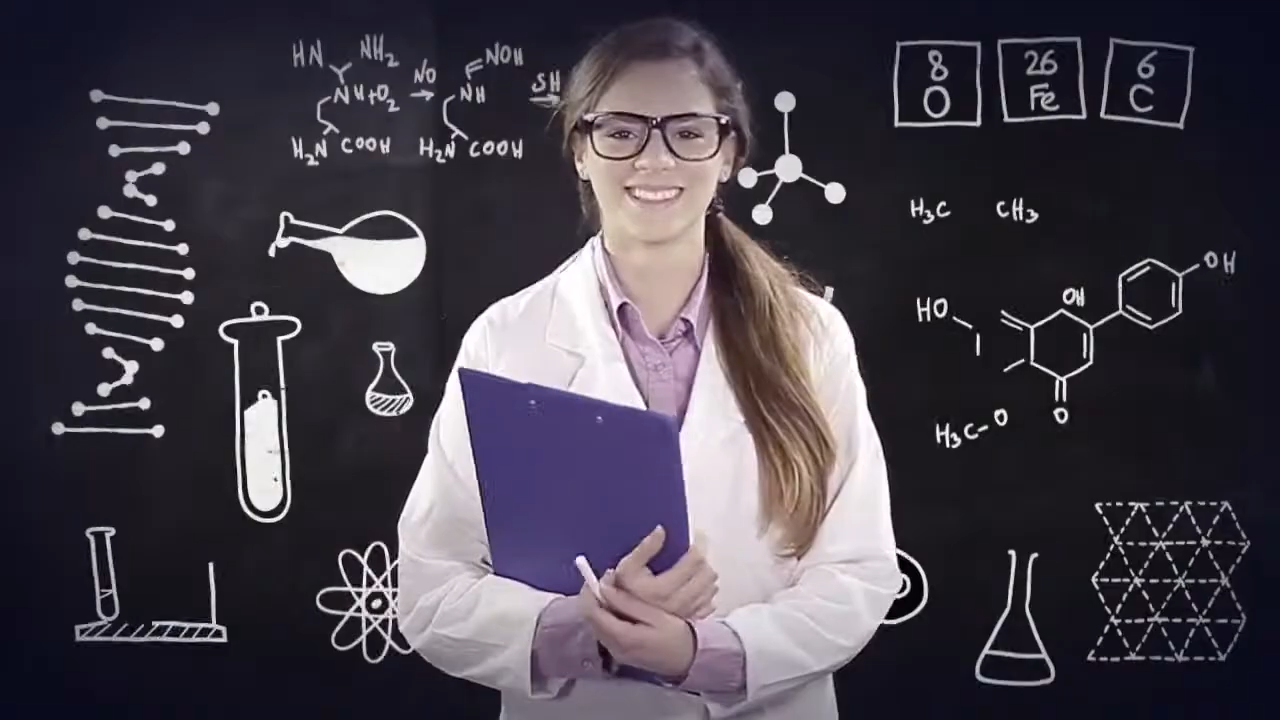 HN NH2
NH+O2 NO NH NOH SH
H2N COOH H2N COOH
8 26 6
O Fe C
H3C CH3
OH
HO OH
O
H3C-O